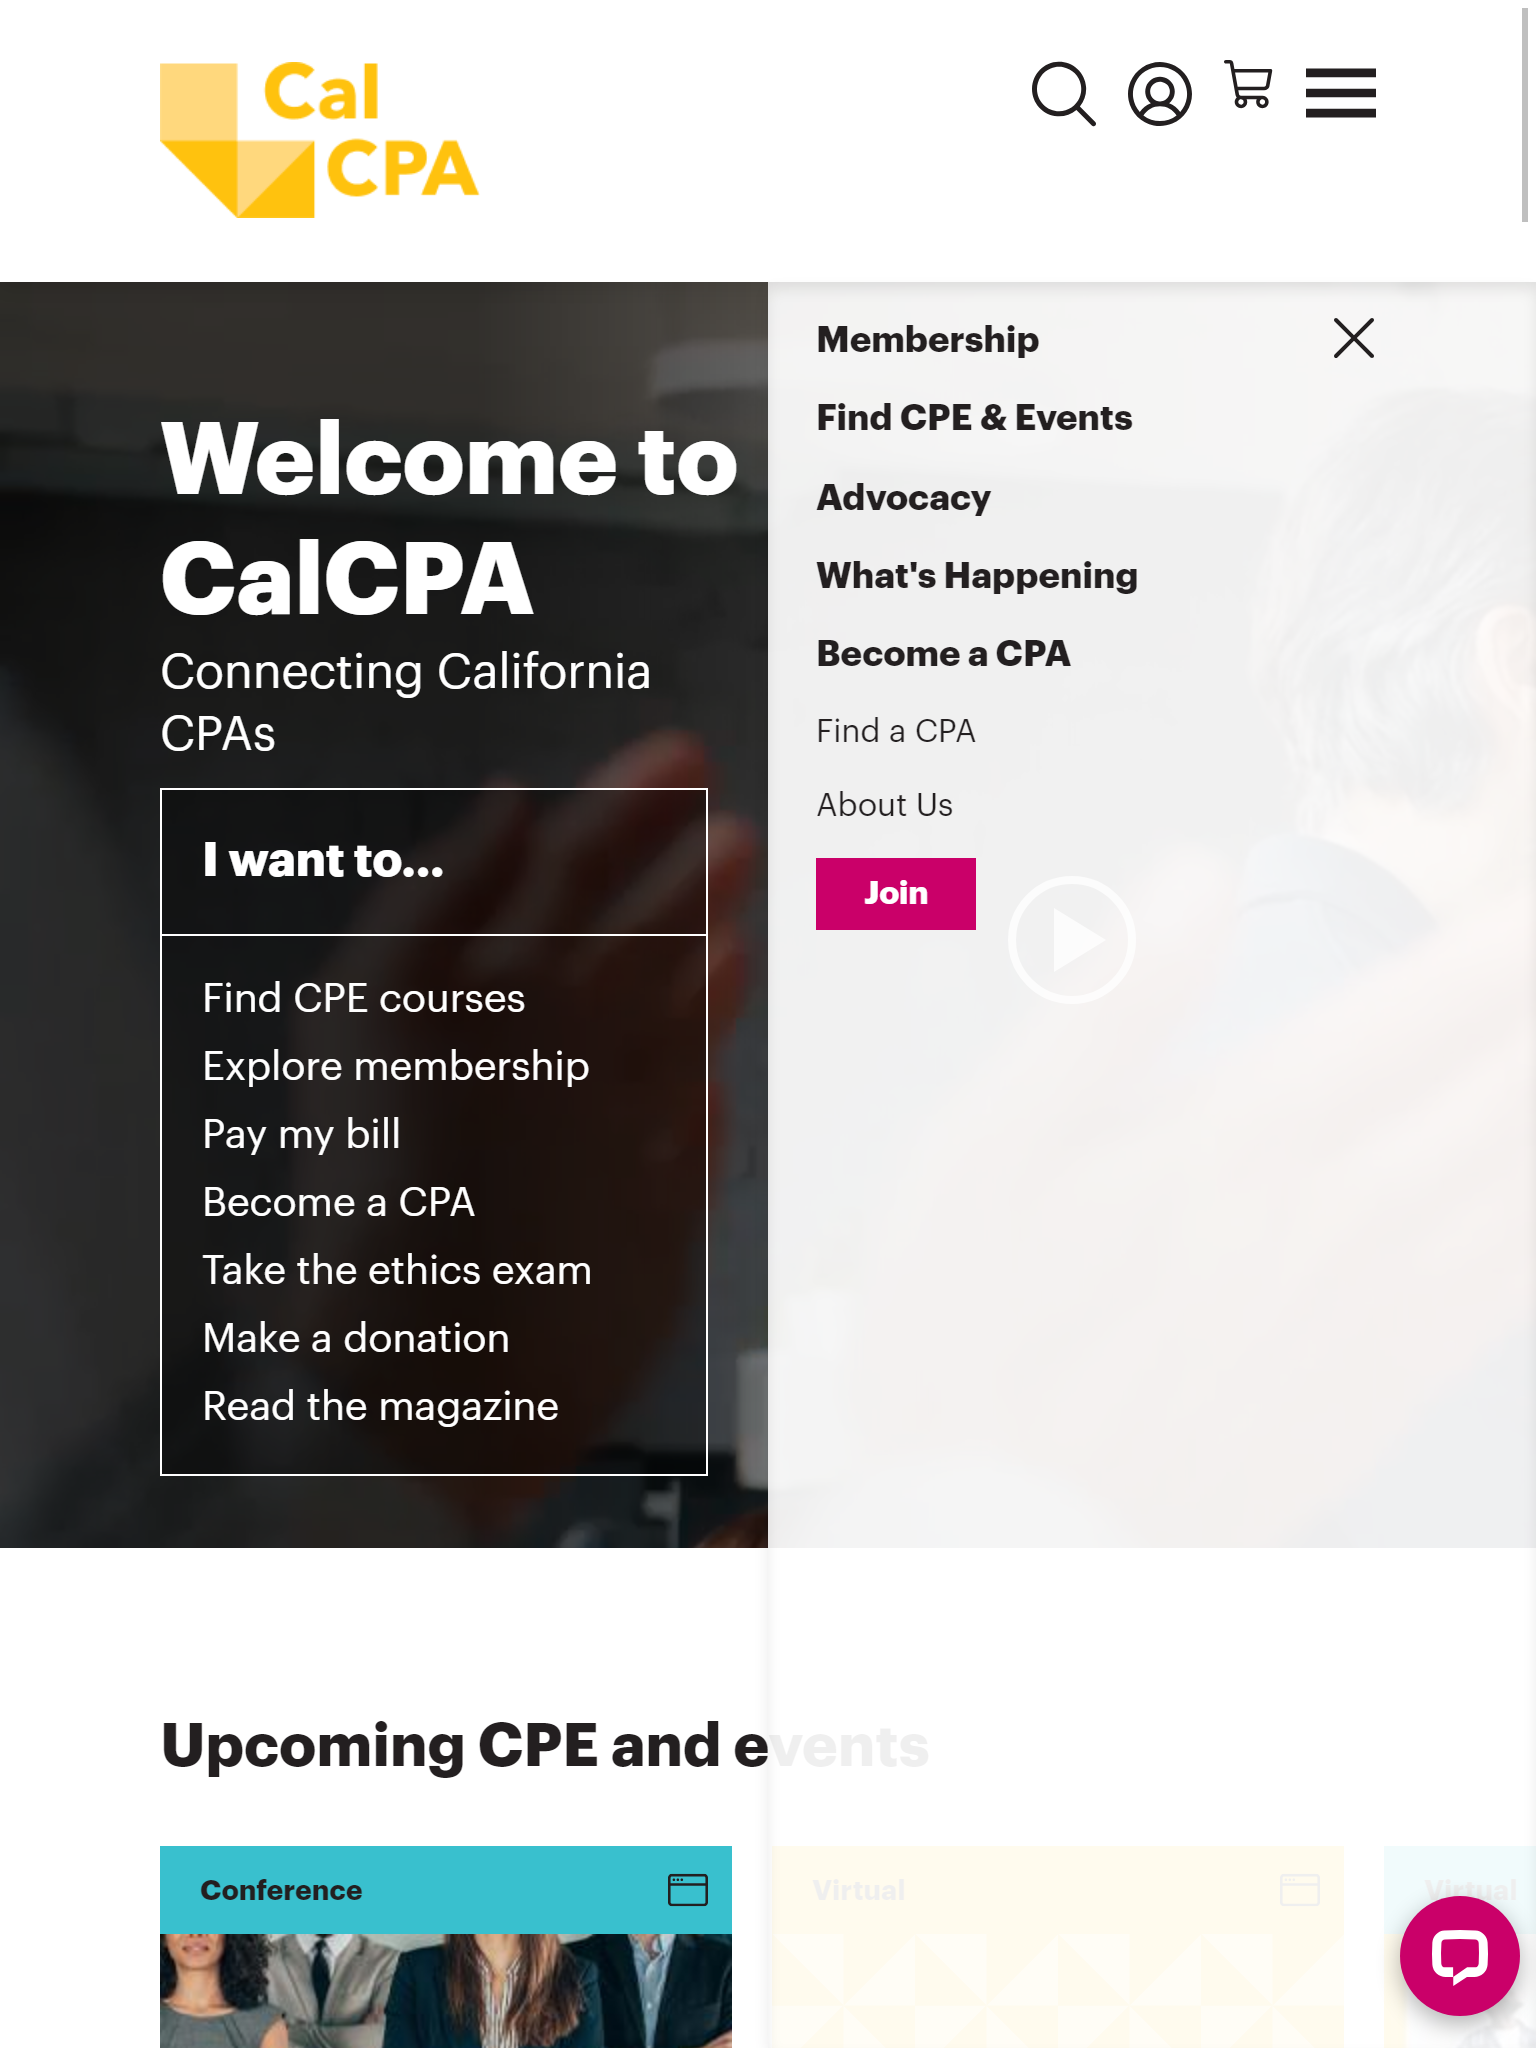 Cal
CPA
Welcome to
CalCPA
Connecting California
CPAs
I want to...
Find CPE courses
Explore membership
Pay my bill
Become a CPA
Take the ethics exam
Make a donation
Read the magazine
Membership
Find CPE & Events
Advocacy
What's Happening
Become a CPA
Find a CPA
About Us
Join
Upcoming CPE and events
Conference
Virtual
Virtual